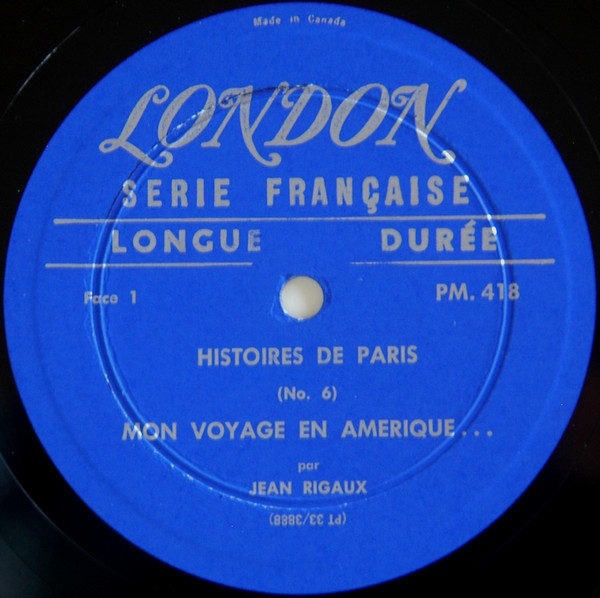 Made in Canada
LONDON
SERIE FRANÇAISE
LONGUE DURÉE
Face 1 PM. 418
HISTOIRES DE PARIS
(No. 6)
MON VOYAGE EN AMERIQUE...
par
JEAN RIGAUX
(PT 33/3888)